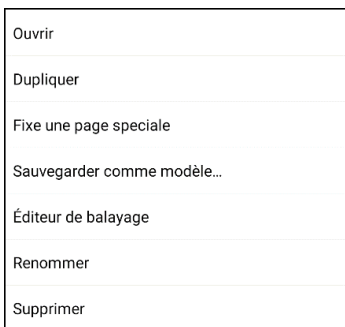 Ouvrir
Dupliquer
Fixe une page speciale
Sauvegarder comme modèle...
Éditeur de balayage
Renommer
Supprimer